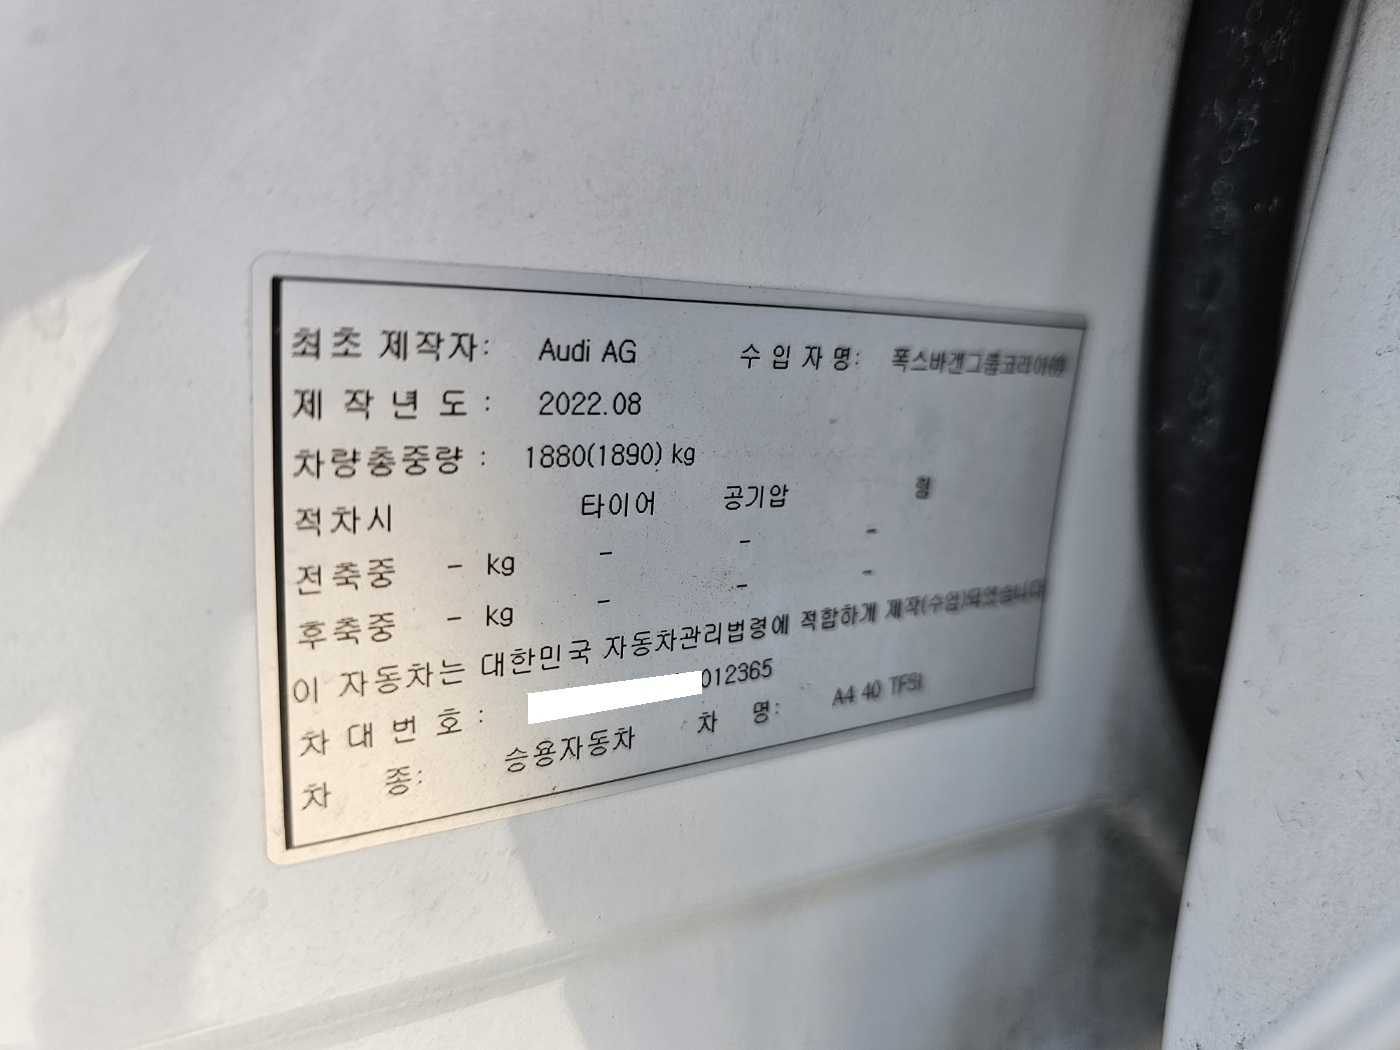 최초 제작자: Audi AG 수입자명: 폭스바겐그룹코리아㈜
제작년도: 2022.08
차량총중량: 1880(1890) kg
적차시 타이어 공기압
전축중 - kg - - -
후축중 - kg - - -
이 자동차는 대한민국 자동차관리법령에 적합하게 제작(수입)되었습니다
차대번호: 012365
차 종: 승용자동차 차 명: A4 40 TFSI